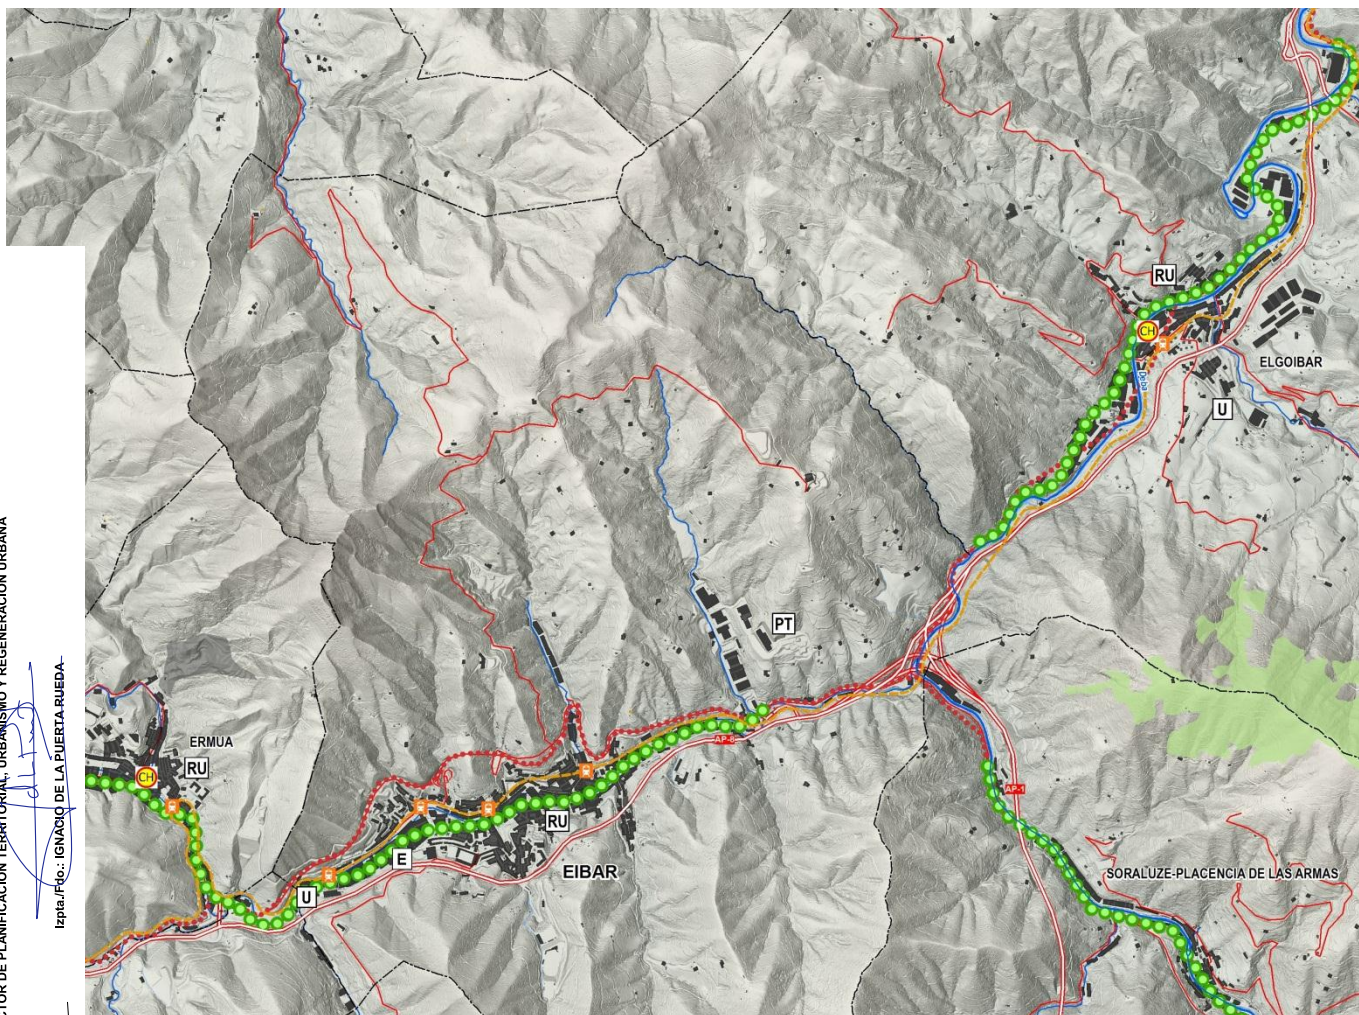 RU
CH
ELGOIBAR
Deba
U
PT
AP-8
ERMUA
RU
CH
AP-1
RU
E
EIBAR
SORALUZE-PLACENCIA DE LAS ARMAS
U
CTOR DE PLANIFICACIÓN TERRITORIAL, URBANISMO Y REGENERACIÓN URBANA
Izpta./Fdo.: IGNACIO DE LA PUERTA RUEDA